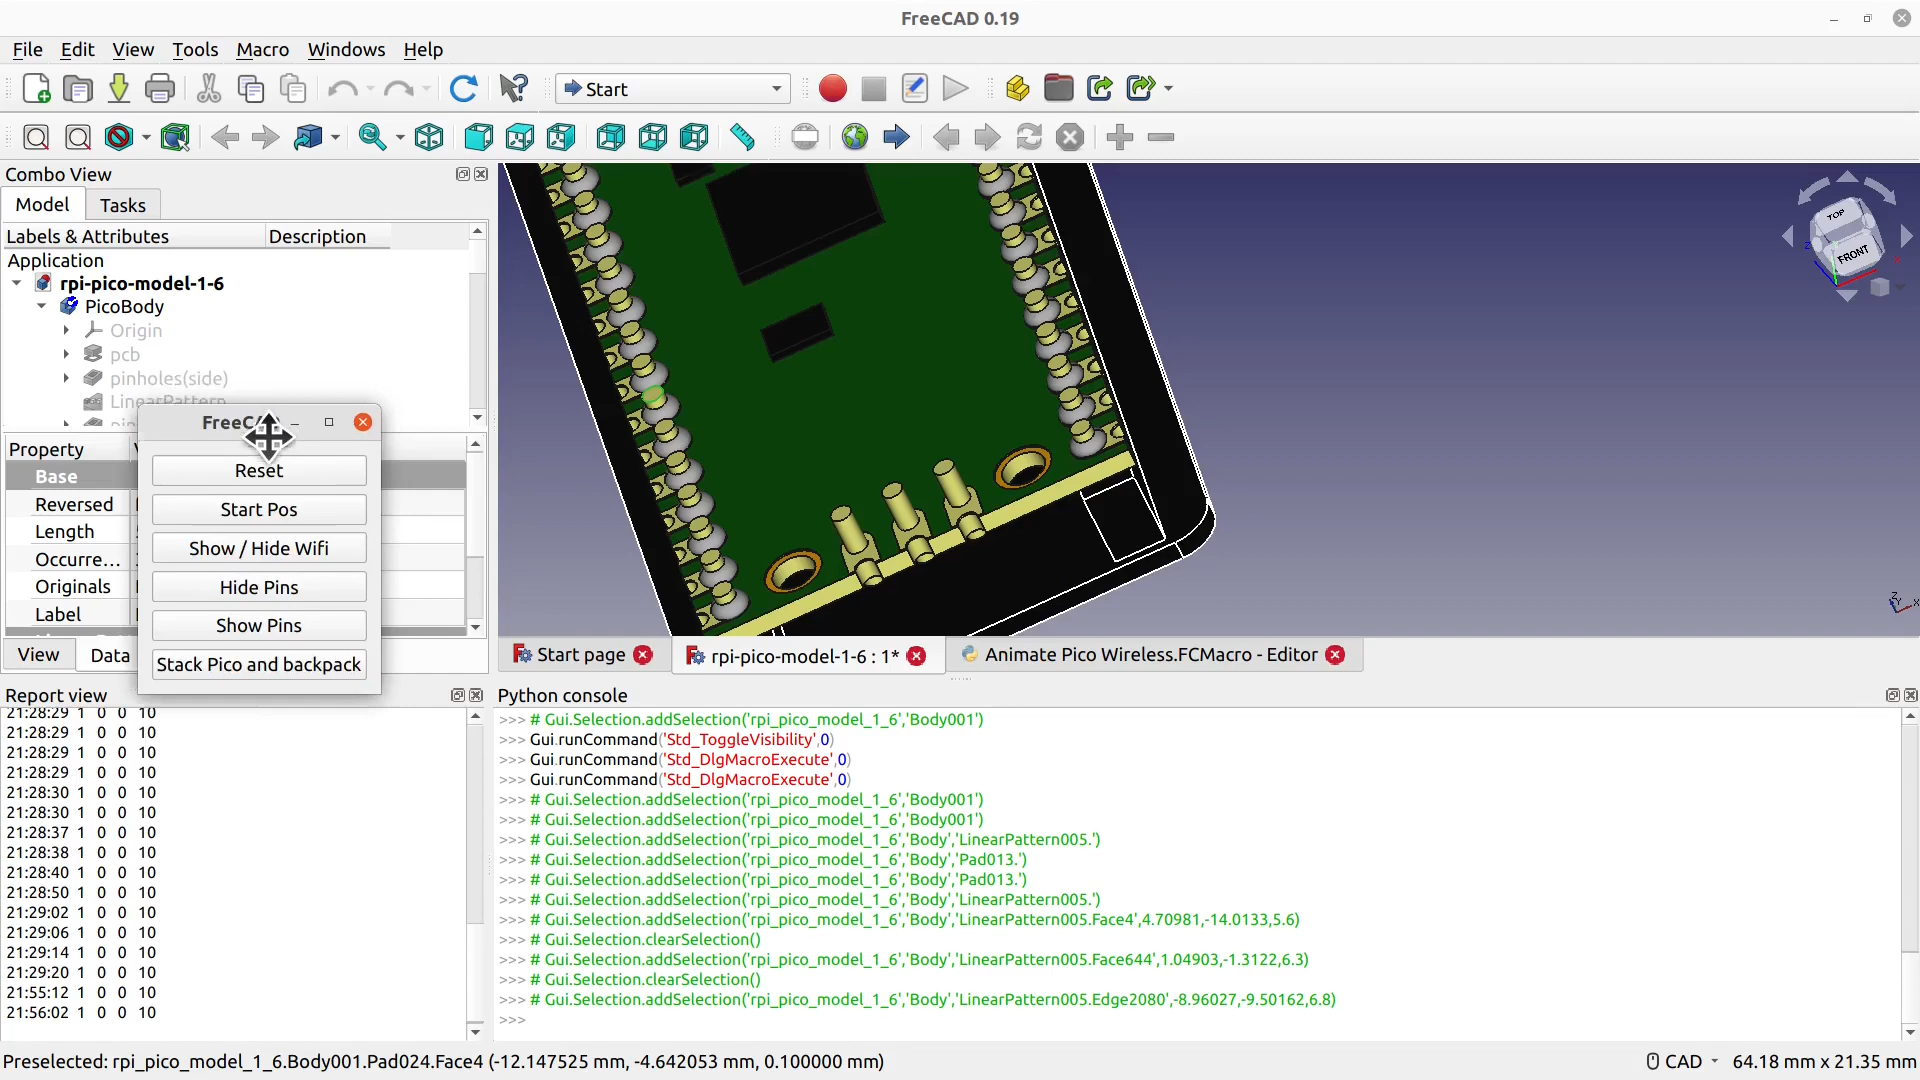 FreeCAD 0.19
File Edit View Tools Macro Windows Help
Start
Combo View
Model Tasks
Labels & Attributes Description
Application
rpi-pico-model-1-6
PicoBody
Origin
pcb
pinholes(side)
LinearPattern
Property
Base
Reversed
Length
Occurre...
Originals
Label
View Data
Reset
Start Pos
Show / Hide Wifi
Hide Pins
Show Pins
Stack Pico and backpack
TOP
FRONT
Start page
rpi-pico-model-1-6 : 1*
Animate Pico Wireless.FCMacro - Editor
Report view
21:28:29 1 0 0 10
21:28:29 1 0 0 10
21:28:29 1 0 0 10
21:28:29 1 0 0 10
21:28:30 1 0 0 10
21:28:30 1 0 0 10
21:28:37 1 0 0 10
21:28:38 1 0 0 10
21:28:40 1 0 0 10
21:28:50 1 0 0 10
21:29:02 1 0 0 10
21:29:06 1 0 0 10
21:29:14 1 0 0 10
21:29:20 1 0 0 10
21:55:12 1 0 0 10
21:56:02 1 0 0 10
Python console
>>> # Gui.Selection.addSelection('rpi_pico_model_1_6','Body001')
>>> Gui.runCommand('Std_ToggleVisibility',0)
>>> Gui.runCommand('Std_DlgMacroExecute',0)
>>> Gui.runCommand('Std_DlgMacroExecute',0)
>>> # Gui.Selection.addSelection('rpi_pico_model_1_6','Body001')
>>> # Gui.Selection.addSelection('rpi_pico_model_1_6','Body001')
>>> # Gui.Selection.addSelection('rpi_pico_model_1_6','Body','LinearPattern005.')
>>> # Gui.Selection.addSelection('rpi_pico_model_1_6','Body','Pad013.')
>>> # Gui.Selection.addSelection('rpi_pico_model_1_6','Body','Pad013.')
>>> # Gui.Selection.addSelection('rpi_pico_model_1_6','Body','LinearPattern005.')
>>> # Gui.Selection.addSelection('rpi_pico_model_1_6','Body','LinearPattern005.Face4',4.70981,-14.0133,5.6)
>>> # Gui.Selection.clearSelection()
>>> # Gui.Selection.addSelection('rpi_pico_model_1_6','Body','LinearPattern005.Face644',1.04903,-1.3122,6.3)
>>> # Gui.Selection.clearSelection()
>>> # Gui.Selection.addSelection('rpi_pico_model_1_6','Body','LinearPattern005.Edge2080',-8.96027,-9.50162,6.8)
>>>
Preselected: rpi_pico_model_1_6.Body001.Pad024.Face4 (-12.147525 mm, -4.642053 mm, 0.100000 mm)
CAD 64.18 mm x 21.35 mm